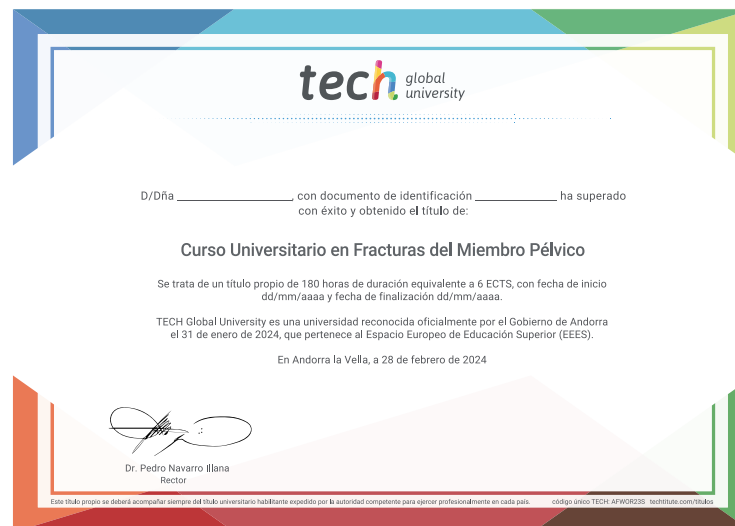 tech global university
D/Dña ____________________, con documento de identificación ______________ ha superado
con éxito y obtenido el título de:
Curso Universitario en Fracturas del Miembro Pélvico
Se trata de un título propio de 180 horas de duración equivalente a 6 ECTS, con fecha de inicio
dd/mm/aaaa y fecha de finalización dd/mm/aaaa.
TECH Global University es una universidad reconocida oficialmente por el Gobierno de Andorra
el 31 de enero de 2024, que pertenece al Espacio Europeo de Educación Superior (EEES).
En Andorra la Vella, a 28 de febrero de 2024
Dr. Pedro Navarro Illana
Rector
Este título propio se deberá acompañar siempre del título universitario habilitante expedido por la autoridad competente para ejercer profesionalmente en cada país. código único TECH: AFWOR23S techtitute.com/titulos